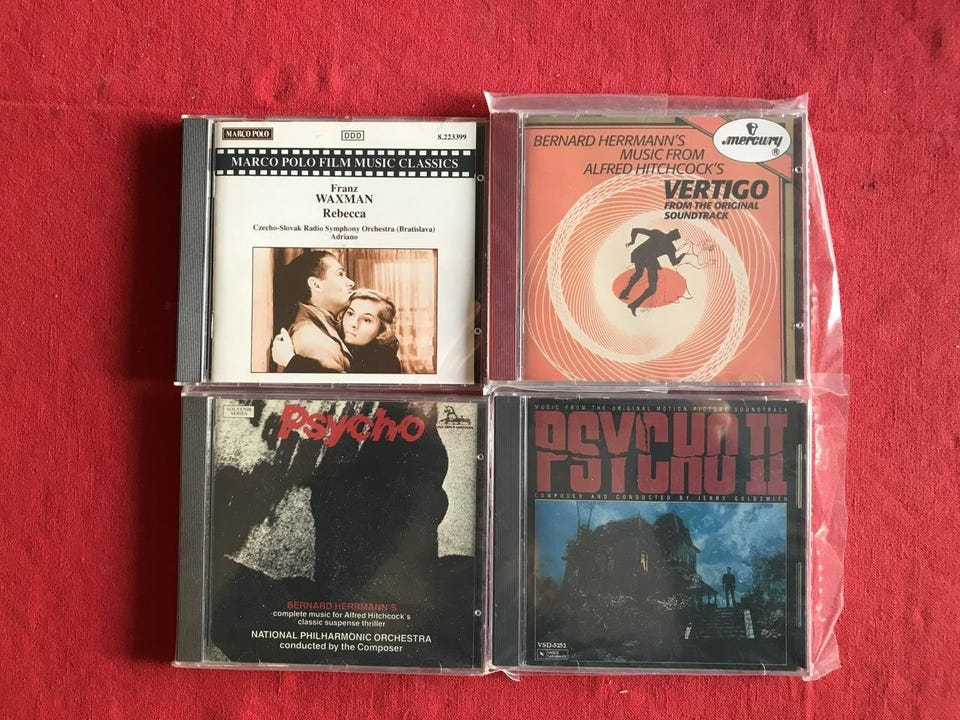 MARCO POLO
DDD
8.223399
MARCO POLO FILM MUSIC CLASSICS
Franz
WAXMAN
Rebecca
Czecho-Slovak Radio Symphony Orchestra (Bratislava)
Adriano
mercury
®
BERNARD HERRMANN'S
MUSIC FROM
ALFRED HITCHCOCK'S
VERTIGO
FROM THE ORIGINAL
SOUNDTRACK
SOUVENIR
SERIES
Psycho
BERNARD HERRMANN'S
complete music for Alfred Hitchcock's
classic suspense thriller
NATIONAL PHILHARMONIC ORCHESTRA
conducted by the Composer
MUSIC FROM THE ORIGINAL MOTION PICTURE SOUNDTRACK
PSYCHO II
COMPOSED AND CONDUCTED BY JERRY GOLDSMITH
VSD-5252